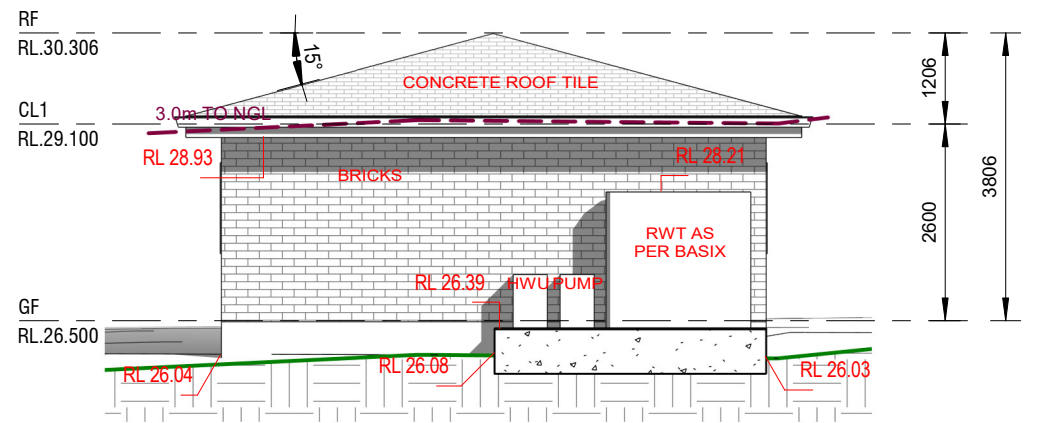 RF
RL.30.306
15°
CONCRETE ROOF TILE
1206
CL1
3.0m TO NGL
RL.29.100
RL 28.93
RL 28.21
BRICKS
3806
2600
RWT AS
PER BASIX
RL 26.39
HWU
PUMP
GF
RL.26.500
RL 26.04
RL 26.08
RL 26.03